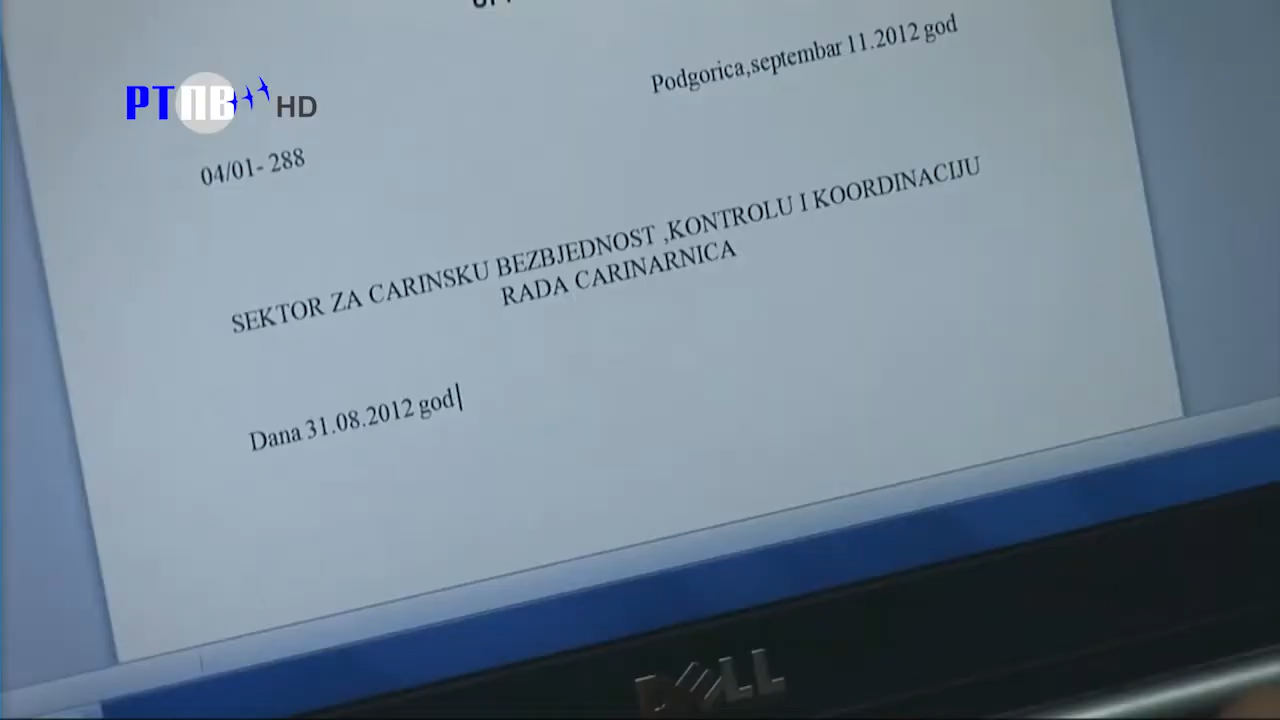 Podgorica,septembar 11.2012 god
РТПВ HD
04/01- 288
SEKTOR ZA CARINSKU BEZBJEDNOST ,KONTROLU I KOORDINACIJU
RADA CARINARNICA
Dana 31.08.2012 god
DELL